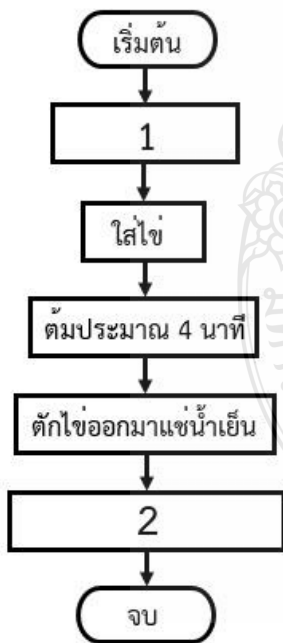 เริ่มต้น
1
ใส่ไข่
ต้มประมาณ 4 นาที
ตักไข่ออกมาแช่น้ำเย็น
2
จบ